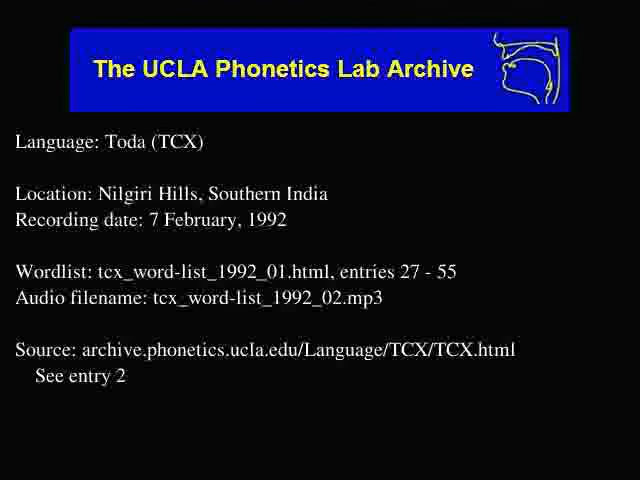 The UCLA Phonetics Lab Archive
Language: Toda (TCX)
Location: Nilgiri Hills, Southern India
Recording date: 7 February, 1992
Wordlist: tcx_word-list_1992_01.html, entries 27 - 55
Audio filename: tcx_word-list_1992_02.mp3
Source: archive.phonetics.ucla.edu/Language/TCX/TCX.html
See entry 2